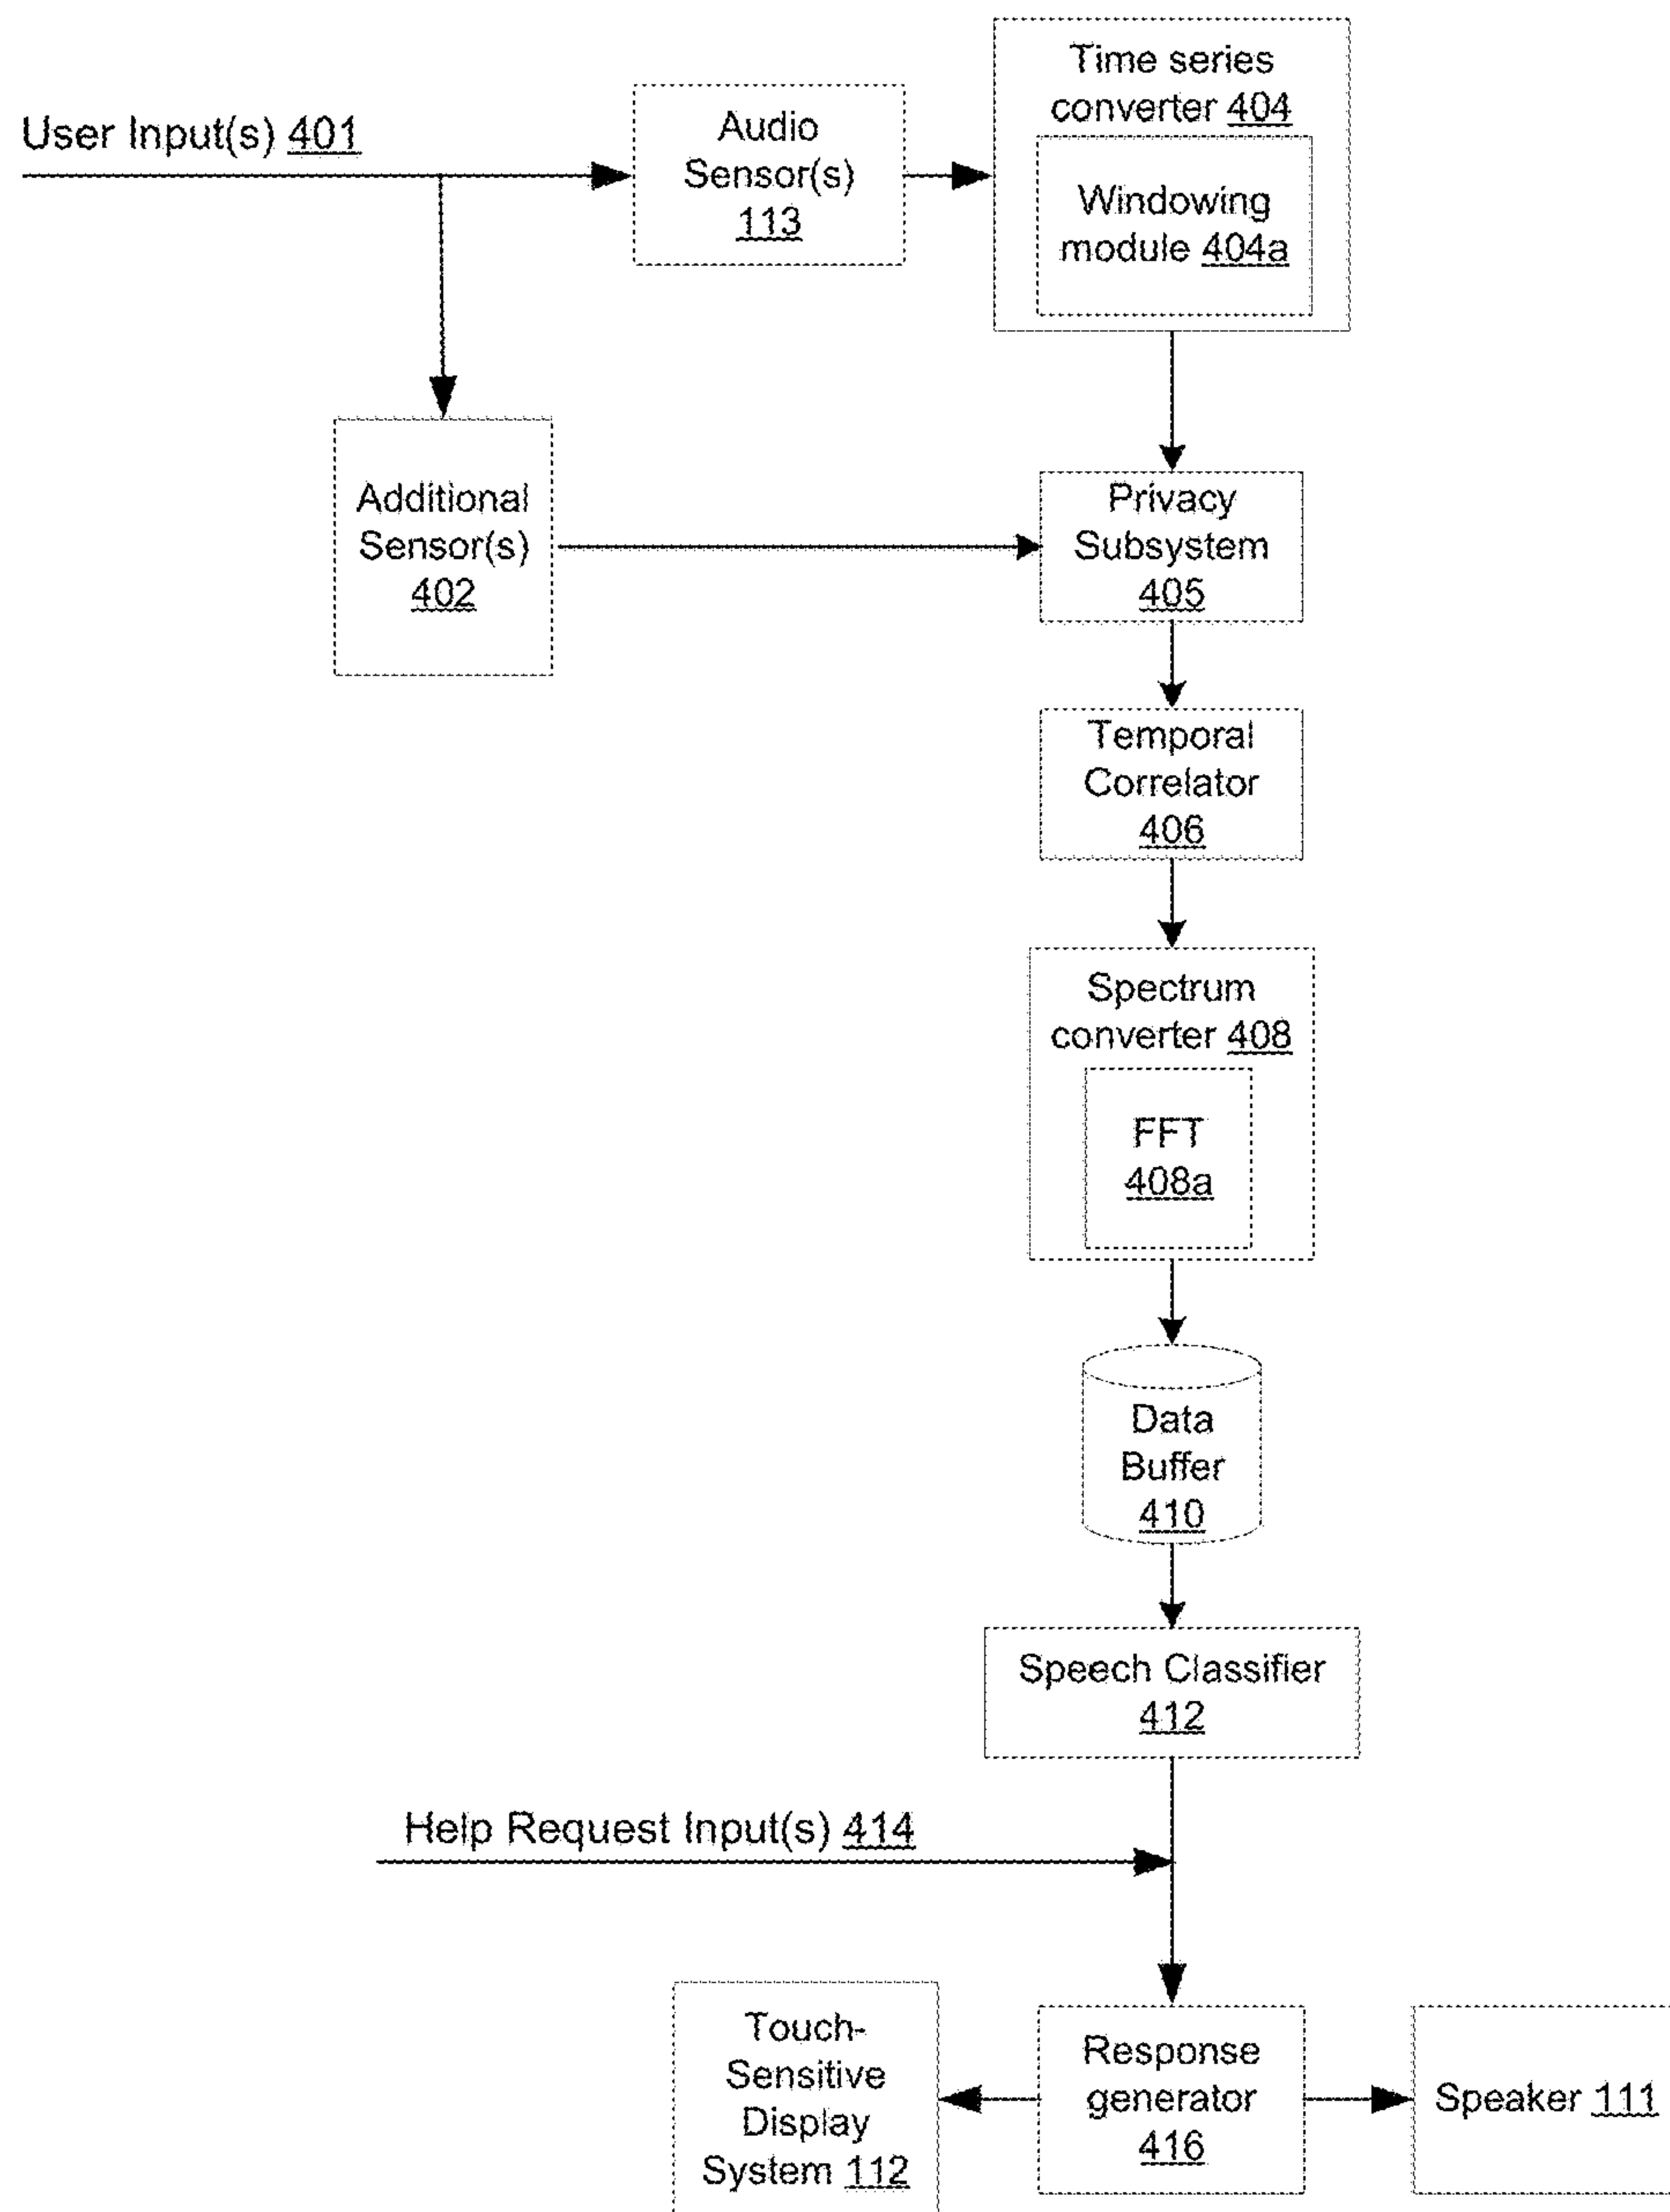 User Input(s) 401
Audio
Sensor(s)
113
Time series
converter 404
Windowing
module 404a
Additional
Sensor(s)
402
Privacy
Subsystem
405
Temporal
Correlator
406
Spectrum
converter 408
FFT
408a
Data
Buffer
410
Speech Classifier
412
Help Request Input(s) 414
Touch-
Sensitive
Display
System 112
Response
generator
416
Speaker 111